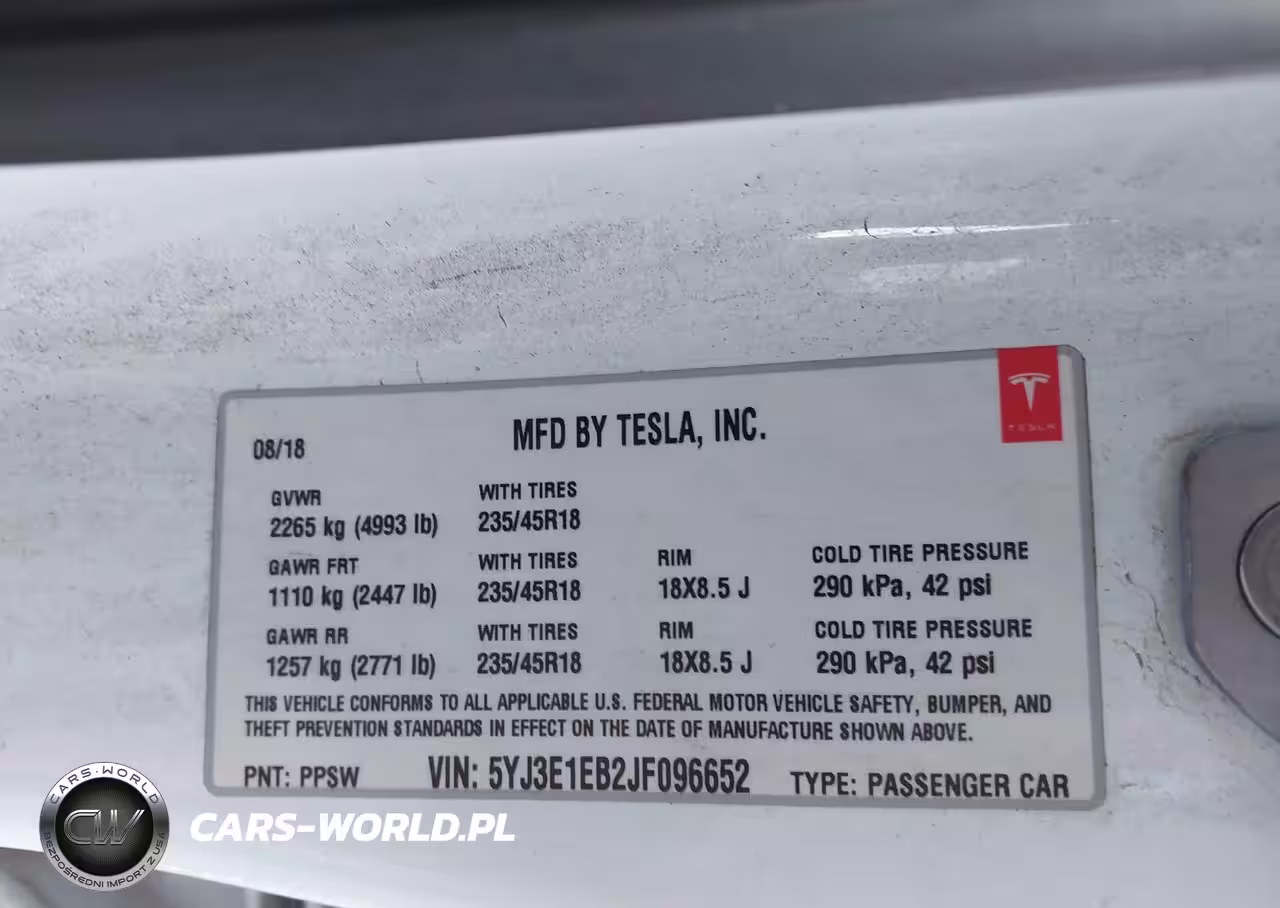 MFD BY TESLA, INC.
TESLA
08/18
GVWR WITH TIRES
2265 kg (4993 lb) 235/45R18
GAWR FRT WITH TIRES RIM COLD TIRE PRESSURE
1110 kg (2447 lb) 235/45R18 18X8.5 J 290 kPa, 42 psi
GAWR RR WITH TIRES RIM COLD TIRE PRESSURE
1257 kg (2771 lb) 235/45R18 18X8.5 J 290 kPa, 42 psi
THIS VEHICLE CONFORMS TO ALL APPLICABLE U.S. FEDERAL MOTOR VEHICLE SAFETY, BUMPER, AND
THEFT PREVENTION STANDARDS IN EFFECT ON THE DATE OF MANUFACTURE SHOWN ABOVE.
PNT: PPSW VIN: 5YJ3E1EB2JF096652 TYPE: PASSENGER CAR
CARS-WORLD
CW
BEZPOŚREDNI IMPORT Z USA
CARS-WORLD.PL